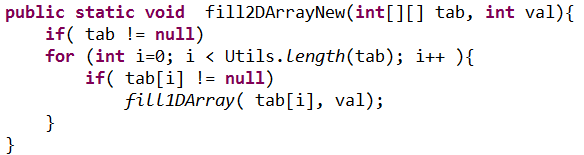 public static void  fill2DArrayNew(int[][] tab, int val){
    if( tab != null)
    for (int i=0; i < Utils.length(tab); i++ ){
        if( tab[i] != null)
            fill1DArray( tab[i], val);
    }
}